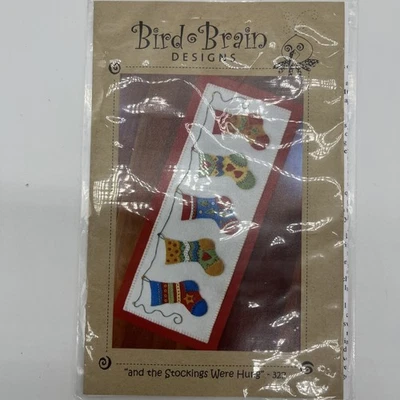 Bird Brain
DESIGNS
"and the Stockings Were Hung" -